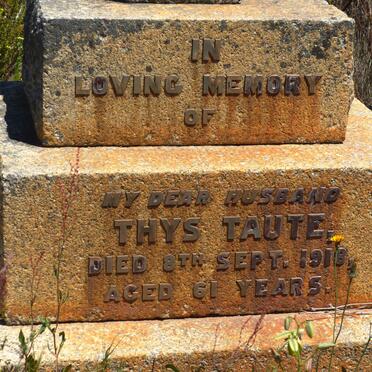 IN
LOVING MEMORY
OF
MY DEAR HUSBAND
THYS TAUTE,
DIED 8TH SEPT. 1918,
AGED 61 YEARS.